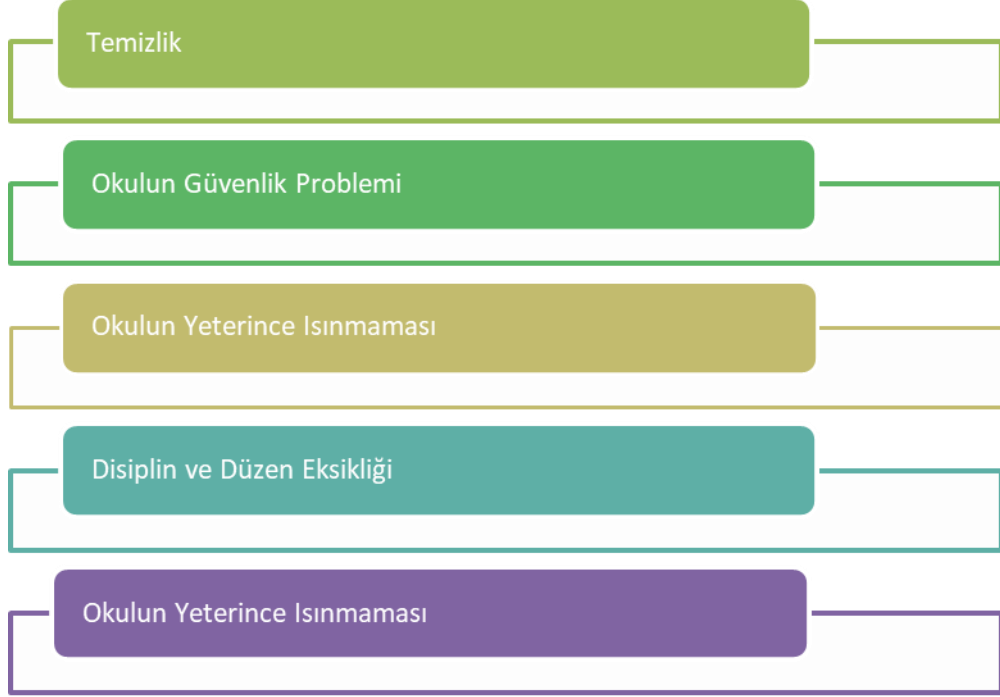 Temizlik
Okulun Güvenlik Problemi
Okulun Yeterince Isınmaması
Disiplin ve Düzen Eksikliği
Okulun Yeterince Isınmaması